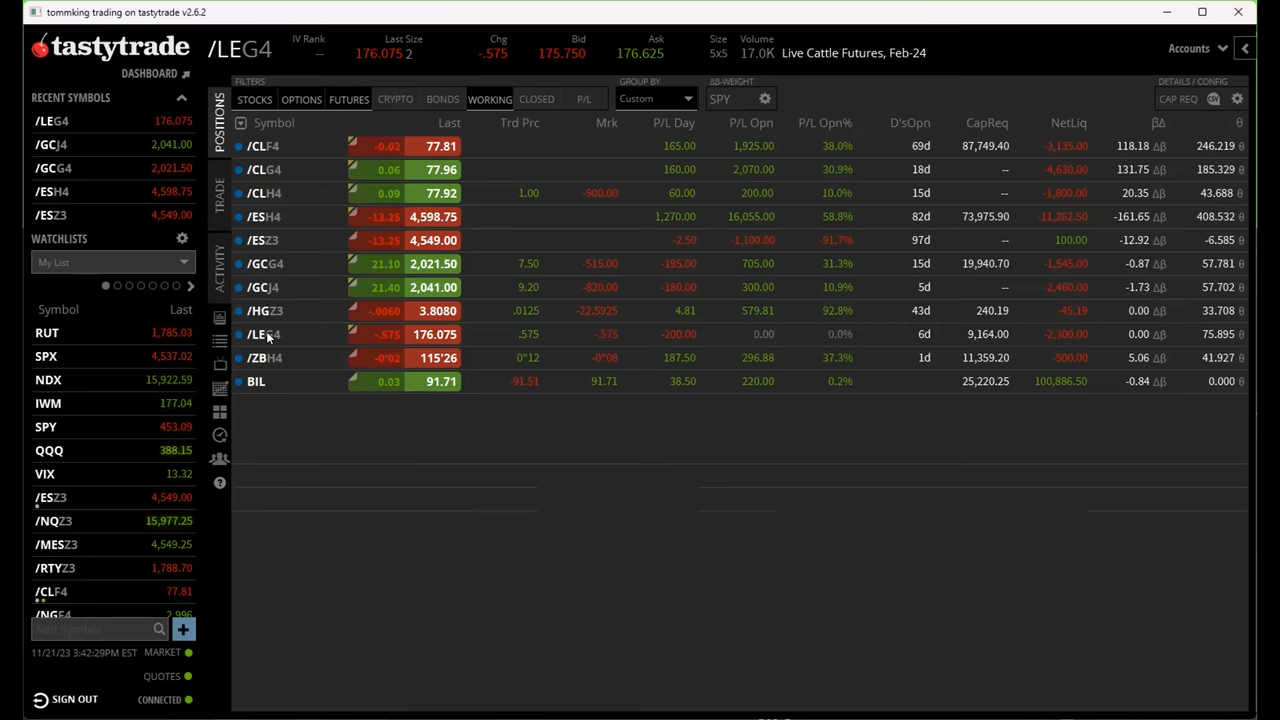 tommking trading on tastytrade v2.6.2
tastytrade
DASHBOARD
/LEG4
IV Rank
--
Last Size
176.075 2
Chg
-.575
Bid
175.750
Ask
176.625
Size
5x5
Volume
17.0K
Live Cattle Futures, Feb-24
Accounts
RECENT SYMBOLS
/LEG4 176.075
/GCJ4 2,041.00
/GCG4 2,021.50
/ESH4 4,598.75
/ESZ3 4,549.00
WATCHLISTS
My List
Symbol Last
RUT 1,785.03
SPX 4,537.02
NDX 15,922.59
IWM 177.04
SPY 453.09
QQQ 388.15
VIX 13.32
/ESZ3 4,549.00
/NQZ3 15,977.25
/MESZ3 4,549.25
/RTYZ3 1,788.70
/CLF4 77.81
/NGF4 2.996
Add Symbol
11/21/23 3:42:29PM EST MARKET
QUOTES
SIGN OUT CONNECTED
POSITIONS
TRADE
ACTIVITY
FILTERS GROUP BY Δβ-WEIGHT DETAILS / CONFIG
STOCKS OPTIONS FUTURES CRYPTO BONDS WORKING CLOSED P/L Custom SPY CAP REQ CSV
Symbol Last Trd Prc Mrk P/L Day P/L Opn P/L Opn% D'sOpn CapReq NetLiq βΔ θ
/CLF4 -0.02 77.81 165.00 1,925.00 38.0% 69d 87,749.40 -3,135.00 118.18 Δβ 246.219 θ
/CLG4 0.06 77.96 160.00 2,070.00 30.9% 18d -- -4,630.00 131.75 Δβ 185.329 θ
/CLH4 0.09 77.92 1.00 -900.00 60.00 200.00 10.0% 15d -- -1,800.00 20.35 Δβ 43.688 θ
/ESH4 -13.25 4,598.75 1,270.00 16,055.00 58.8% 82d 73,975.90 -11,262.50 -161.65 Δβ 408.532 θ
/ESZ3 -13.25 4,549.00 -2.50 -1,100.00 -91.7% 97d -- 100.00 -12.92 Δβ -6.585 θ
/GCG4 21.10 2,021.50 7.50 -515.00 -195.00 705.00 31.3% 15d 19,940.70 -1,545.00 -0.87 Δβ 57.781 θ
/GCJ4 21.40 2,041.00 9.20 -820.00 -180.00 300.00 10.9% 5d -- -2,460.00 -1.73 Δβ 57.702 θ
/HGZ3 -.0060 3.8080 .0125 -22.5925 4.81 579.81 92.8% 43d 240.19 -45.19 0.00 Δβ 33.708 θ
/LEG4 -.575 176.075 .575 -.575 -200.00 0.00 0.0% 6d 9,164.00 -2,300.00 0.00 Δβ 75.895 θ
/ZBH4 -0'02 115'26 0"12 -0"08 187.50 296.88 37.3% 1d 11,359.20 -500.00 5.06 Δβ 41.927 θ
BIL 0.03 91.71 -91.51 91.71 38.50 220.00 0.2% 25,220.25 100,886.50 -0.84 Δβ 0.000 θ